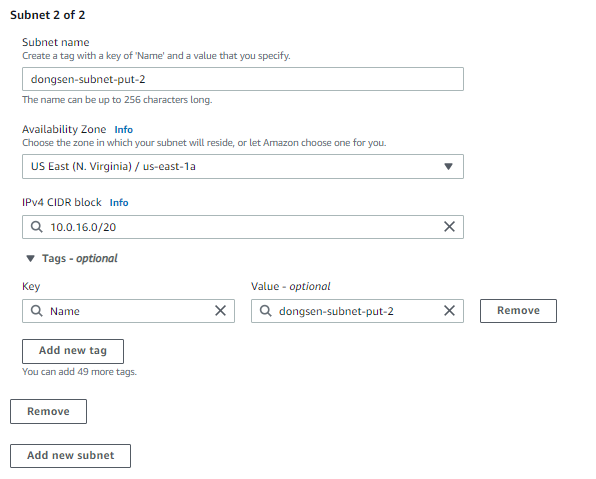 Subnet 2 of 2
Subnet name
Create a tag with a key of 'Name' and a value that you specify.
dongsen-subnet-put-2
The name can be up to 256 characters long.
Availability Zone Info
Choose the zone in which your subnet will reside, or let Amazon choose one for you.
US East (N. Virginia) / us-east-1a
IPv4 CIDR block Info
10.0.16.0/20
Tags - optional
Key Value - optional
Name dongsen-subnet-put-2 Remove
Add new tag
You can add 49 more tags.
Remove
Add new subnet